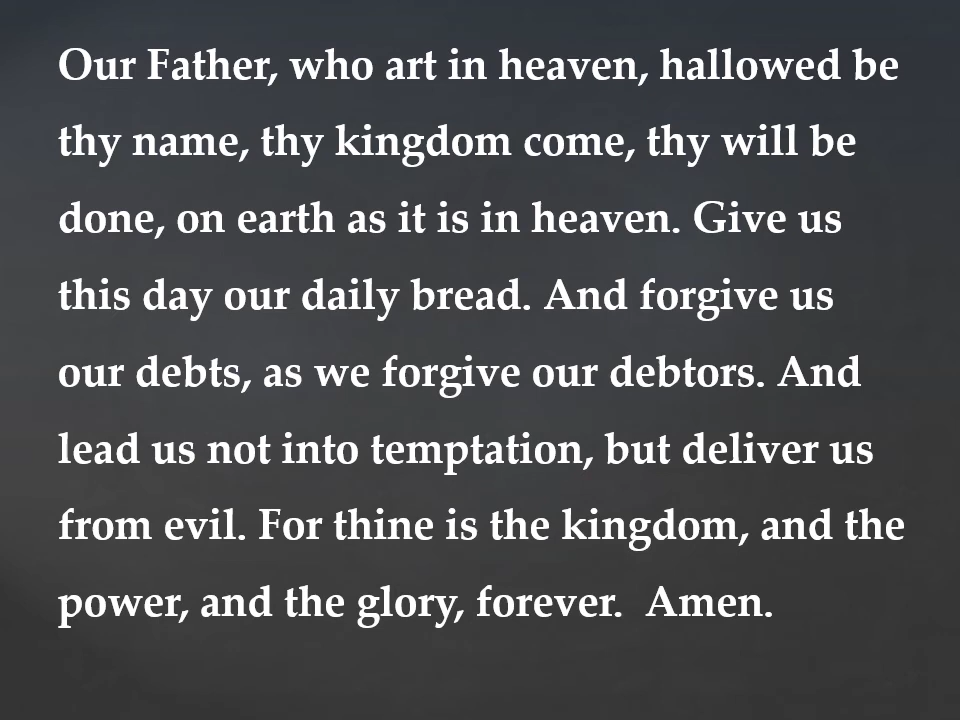 Our Father, who art in heaven, hallowed be
thy name, thy kingdom come, thy will be
done, on earth as it is in heaven. Give us
this day our daily bread. And forgive us
our debts, as we forgive our debtors. And
lead us not into temptation, but deliver us
from evil. For thine is the kingdom, and the
power, and the glory, forever.  Amen.